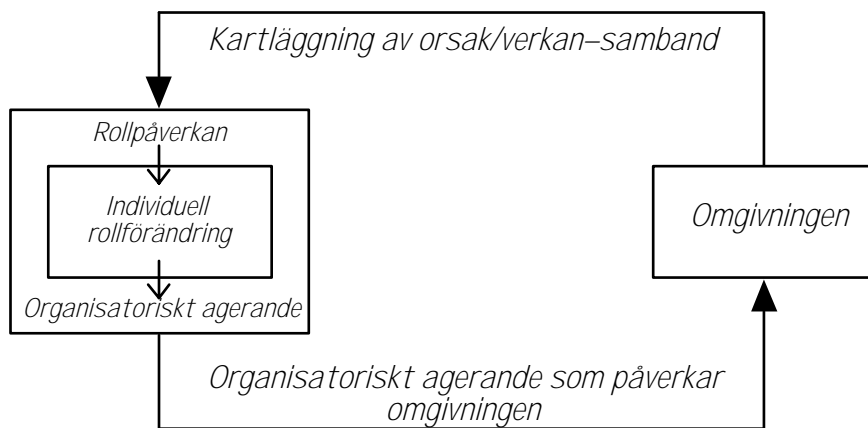 Kartläggning av orsak/verkan–samband
Rollpåverkan
Individuell
rollförändring
Organisatoriskt agerande
Omgivningen
Organisatoriskt agerande som påverkar
omgivningen